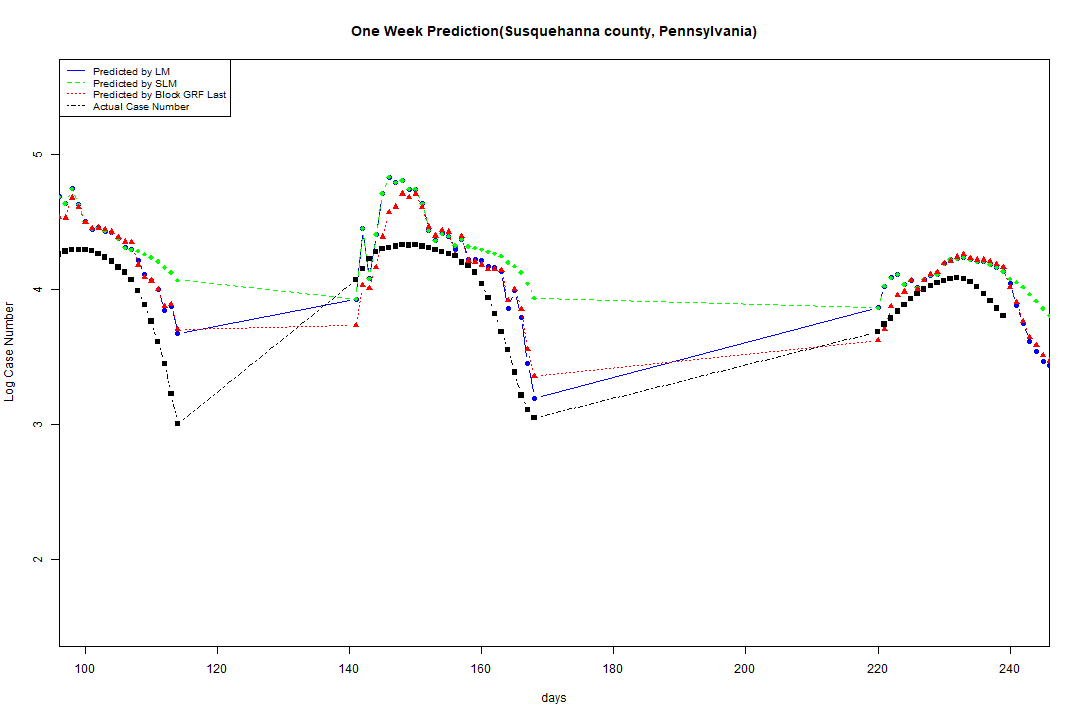 One Week Prediction(Susquehanna county, Pennsylvania)
Predicted by LM
Predicted by SLM
Predicted by Block GRF Last
Actual Case Number
5
4
3
2
Log Case Number
100 120 140 160 180 200 220 240
days